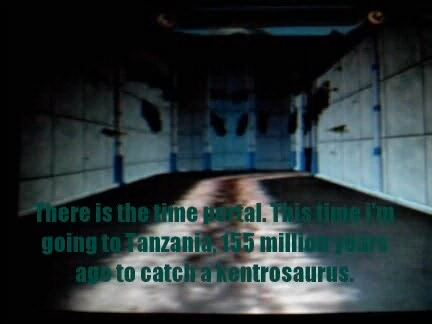 There is the time portal. This time i'm
going to Tanzania, 155 million years
ago to catch a kentrosaurus.